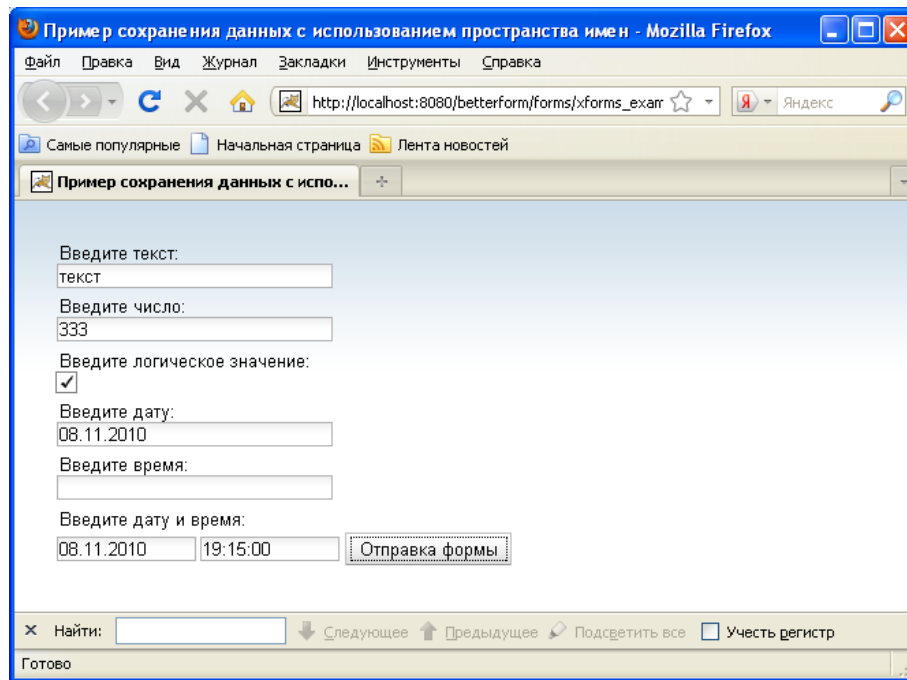 Пример сохранения данных с использованием пространства имен - Mozilla Firefox
Файл Правка Вид Журнал Закладки Инструменты Справка
http://localhost:8080/betterform/forms/xforms_exam Я Яндекс
Самые популярные Начальная страница Лента новостей
Пример сохранения данных с испо...
Введите текст:
текст
Введите число:
333
Введите логическое значение:
Введите дату:
08.11.2010
Введите время:
Введите дату и время:
08.11.2010 19:15:00 Отправка формы
× Найти: Следующее Предыдущее Подсветить все Учесть регистр
Готово